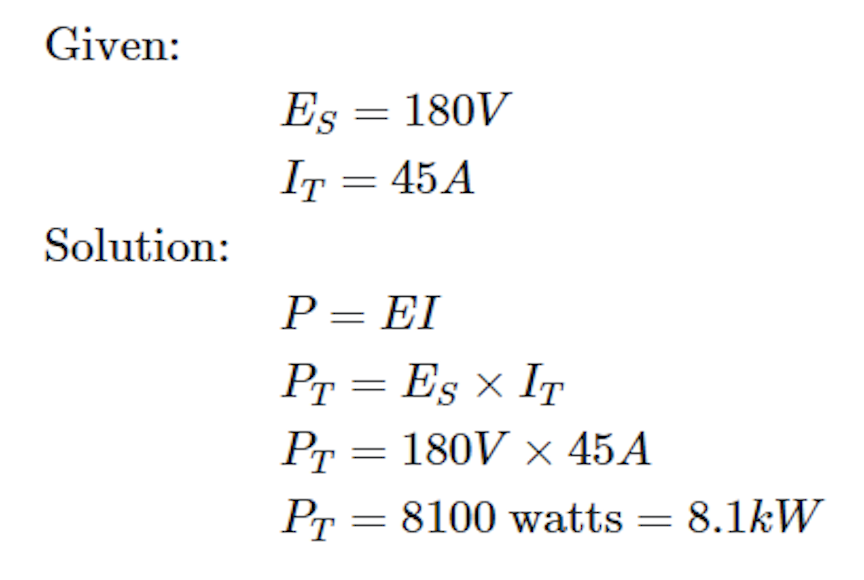 Given:
E_S = 180V
I_T = 45A
Solution:
P = EI
P_T = E_S × I_T
P_T = 180V × 45A
P_T = 8100 watts = 8.1kW